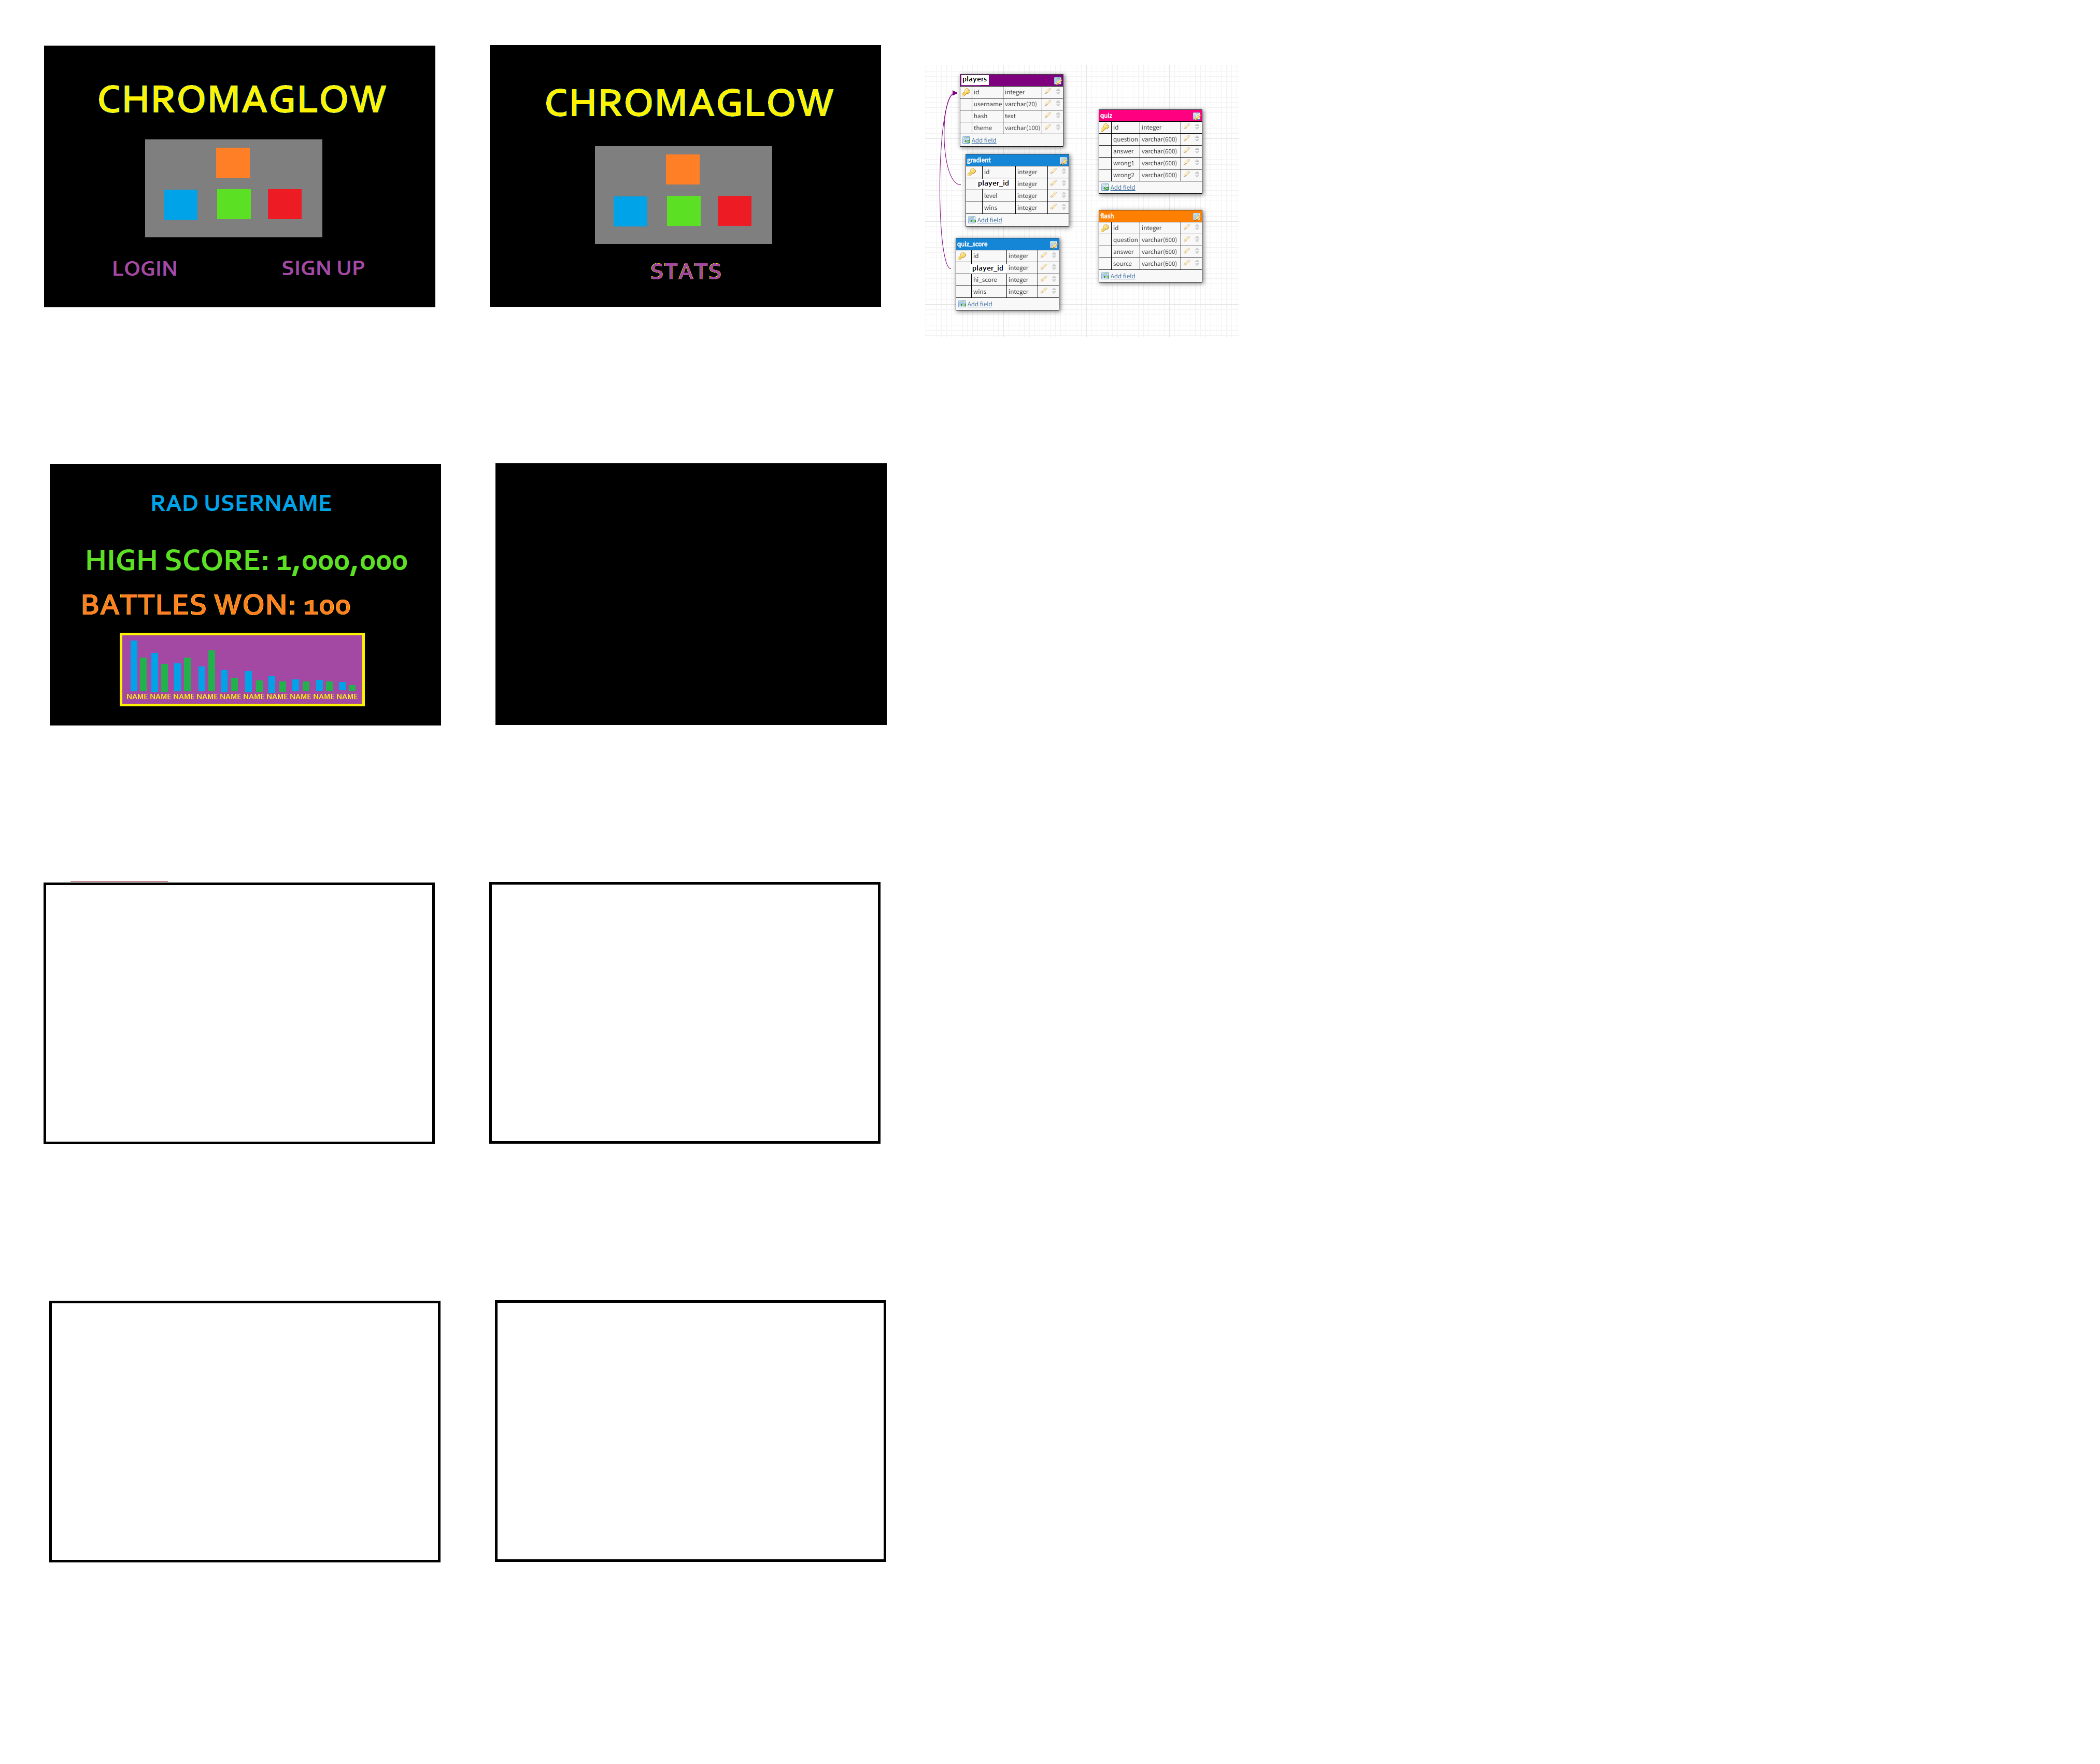 CHROMAGLOW
LOGIN
SIGN UP
CHROMAGLOW
STATS
players
id integer
username varchar(20)
hash text
theme varchar(100)
Add field
gradient
id integer
player_id integer
level integer
wins integer
Add field
quiz_score
id integer
player_id integer
hi_score integer
wins integer
Add field
quiz
id integer
question varchar(600)
answer varchar(600)
wrong1 varchar(600)
wrong2 varchar(600)
Add field
flash
id integer
question varchar(600)
answer varchar(600)
source varchar(600)
Add field
RAD USERNAME
HIGH SCORE: 1,000,000
BATTLES WON: 100
NAME NAME NAME NAME NAME NAME NAME NAME NAME NAME